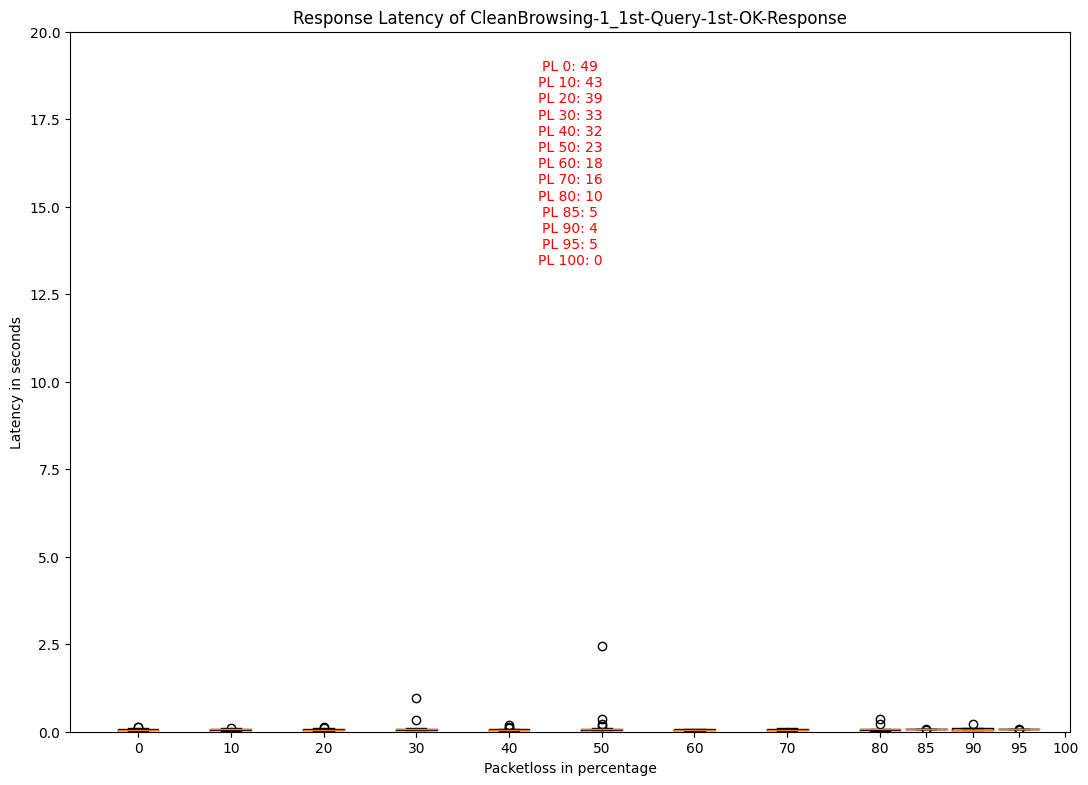 Response Latency of CleanBrowsing-1_1st-Query-1st-OK-Response
20.0
17.5
15.0
12.5
10.0
7.5
5.0
2.5
0.0
Latency in seconds
PL 0: 49
PL 10: 43
PL 20: 39
PL 30: 33
PL 40: 32
PL 50: 23
PL 60: 18
PL 70: 16
PL 80: 10
PL 85: 5
PL 90: 4
PL 95: 5
PL 100: 0
0 10 20 30 40 50 60 70 80 85 90 95 100
Packetloss in percentage